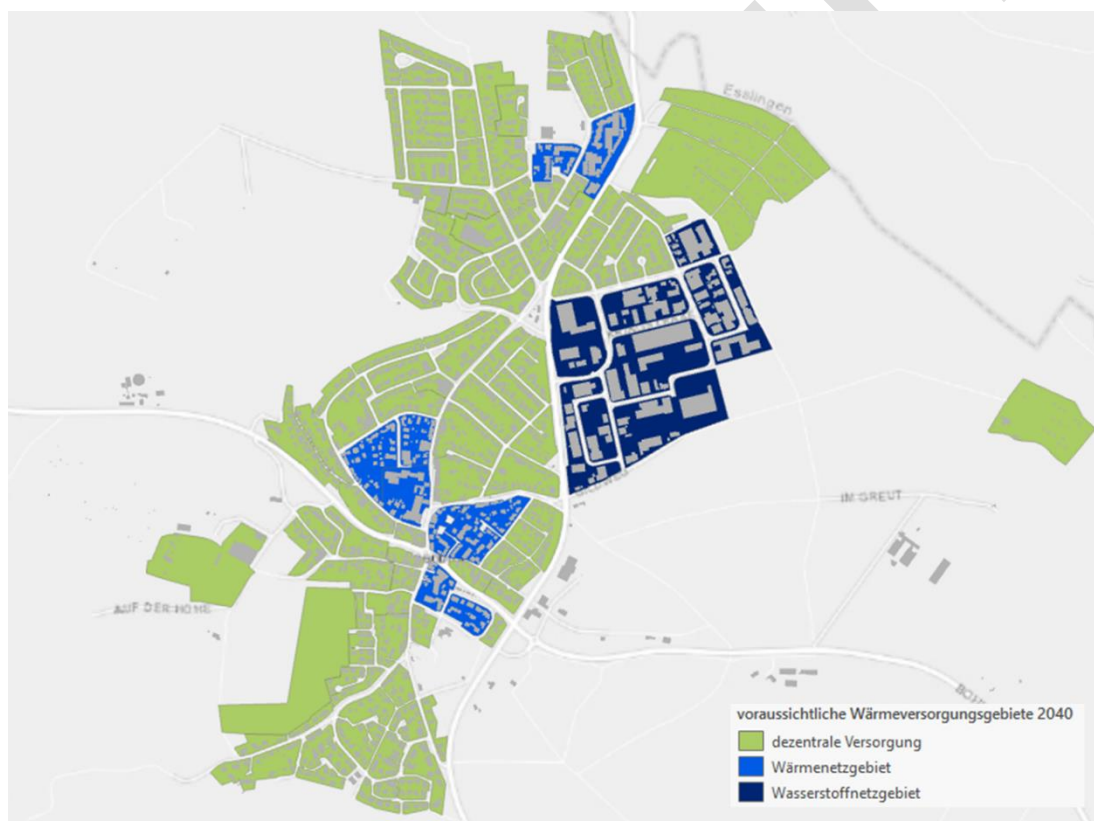 Esslingen
IM GREUT
AUF DER HÖHE
voraussichtliche Wärmeversorgungsgebiete 2040
dezentrale Versorgung
Wärmenetzgebiet
Wasserstoffnetzgebiet